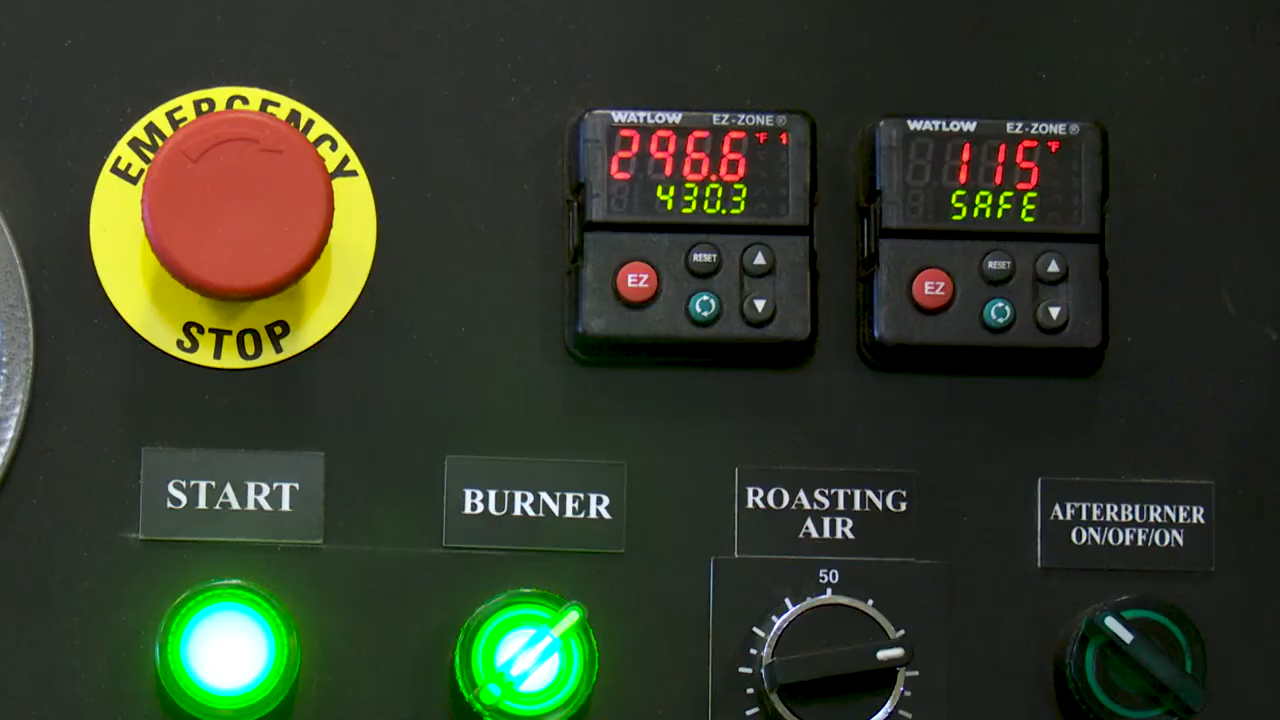 EMERGENCY
STOP
WATLOW EZ-ZONE®
296.6 °F 1
430.3
RESET
EZ
WATLOW EZ-ZONE®
115 °F
SAFE
RESET
EZ
START
BURNER
ROASTING
AIR
50
AFTERBURNER
ON/OFF/ON